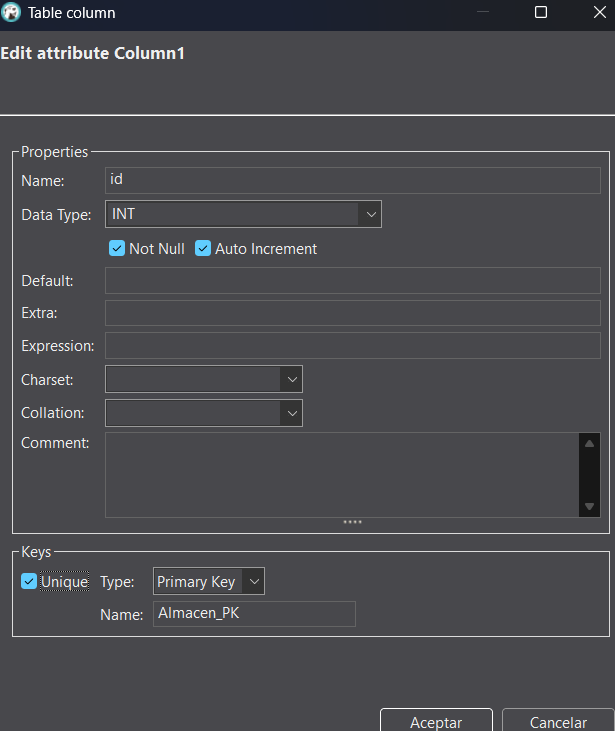 Table column
Edit attribute Column1
Properties
Name: id
Data Type: INT
Not Null Auto Increment
Default:
Extra:
Expression:
Charset:
Collation:
Comment:
Keys
Unique Type: Primary Key
Name: Almacen_PK
Aceptar Cancelar